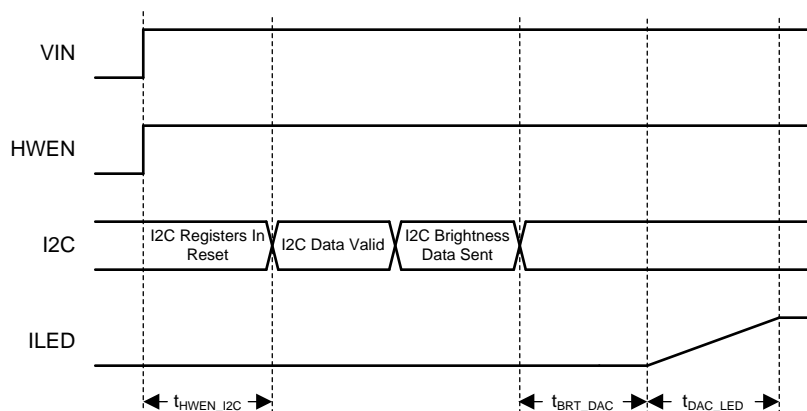 VIN
HWEN
I2C
I2C Registers In
Reset
I2C Data Valid
I2C Brightness
Data Sent
ILED
tHWEN_I2C
tBRT_DAC
tDAC_LED